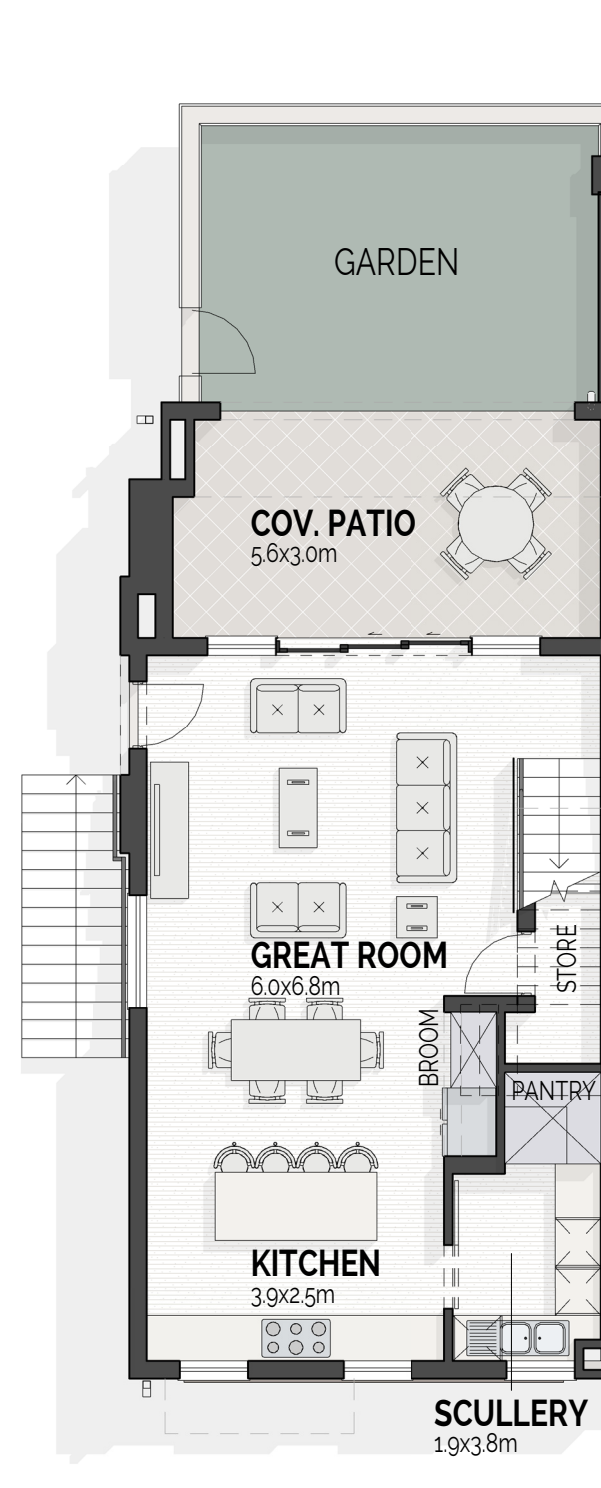 GARDEN
COV. PATIO
5.6x3.0m
GREAT ROOM
6.0x6.8m
STORE
BROOM
PANTRY
KITCHEN
3.9x2.5m
SCULLERY
1.9x3.8m